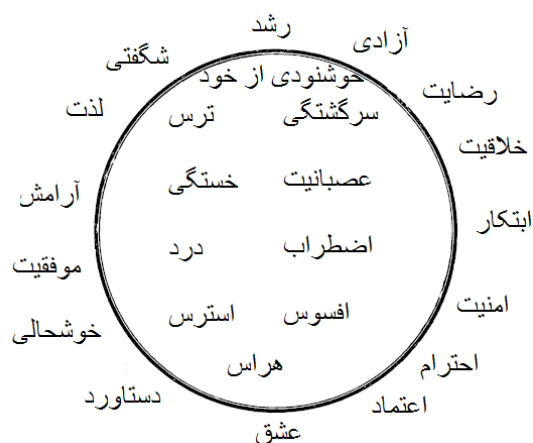 رشد
آزادی
شگفتی
خوشنودی از خود
رضایت
لذت
سرگشتگی
ترس
خلاقیت
عصبانیت
خستگی
آرامش
ابتکار
اضطراب
درد
موفقیت
امنیت
افسوس
استرس
خوشحالی
احترام
هراس
دستاورد
اعتماد
عشق